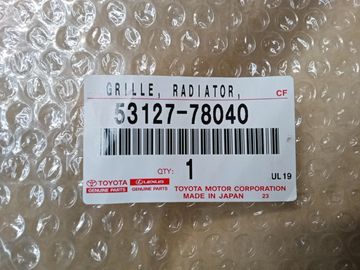 GRILLE, RADIATOR,
CF
53127-78040
QTY: 1
UL19
TOYOTA
GENUINE PARTS
LEXUS
GENUINE PARTS
TOYOTA MOTOR CORPORATION
MADE IN JAPAN 23